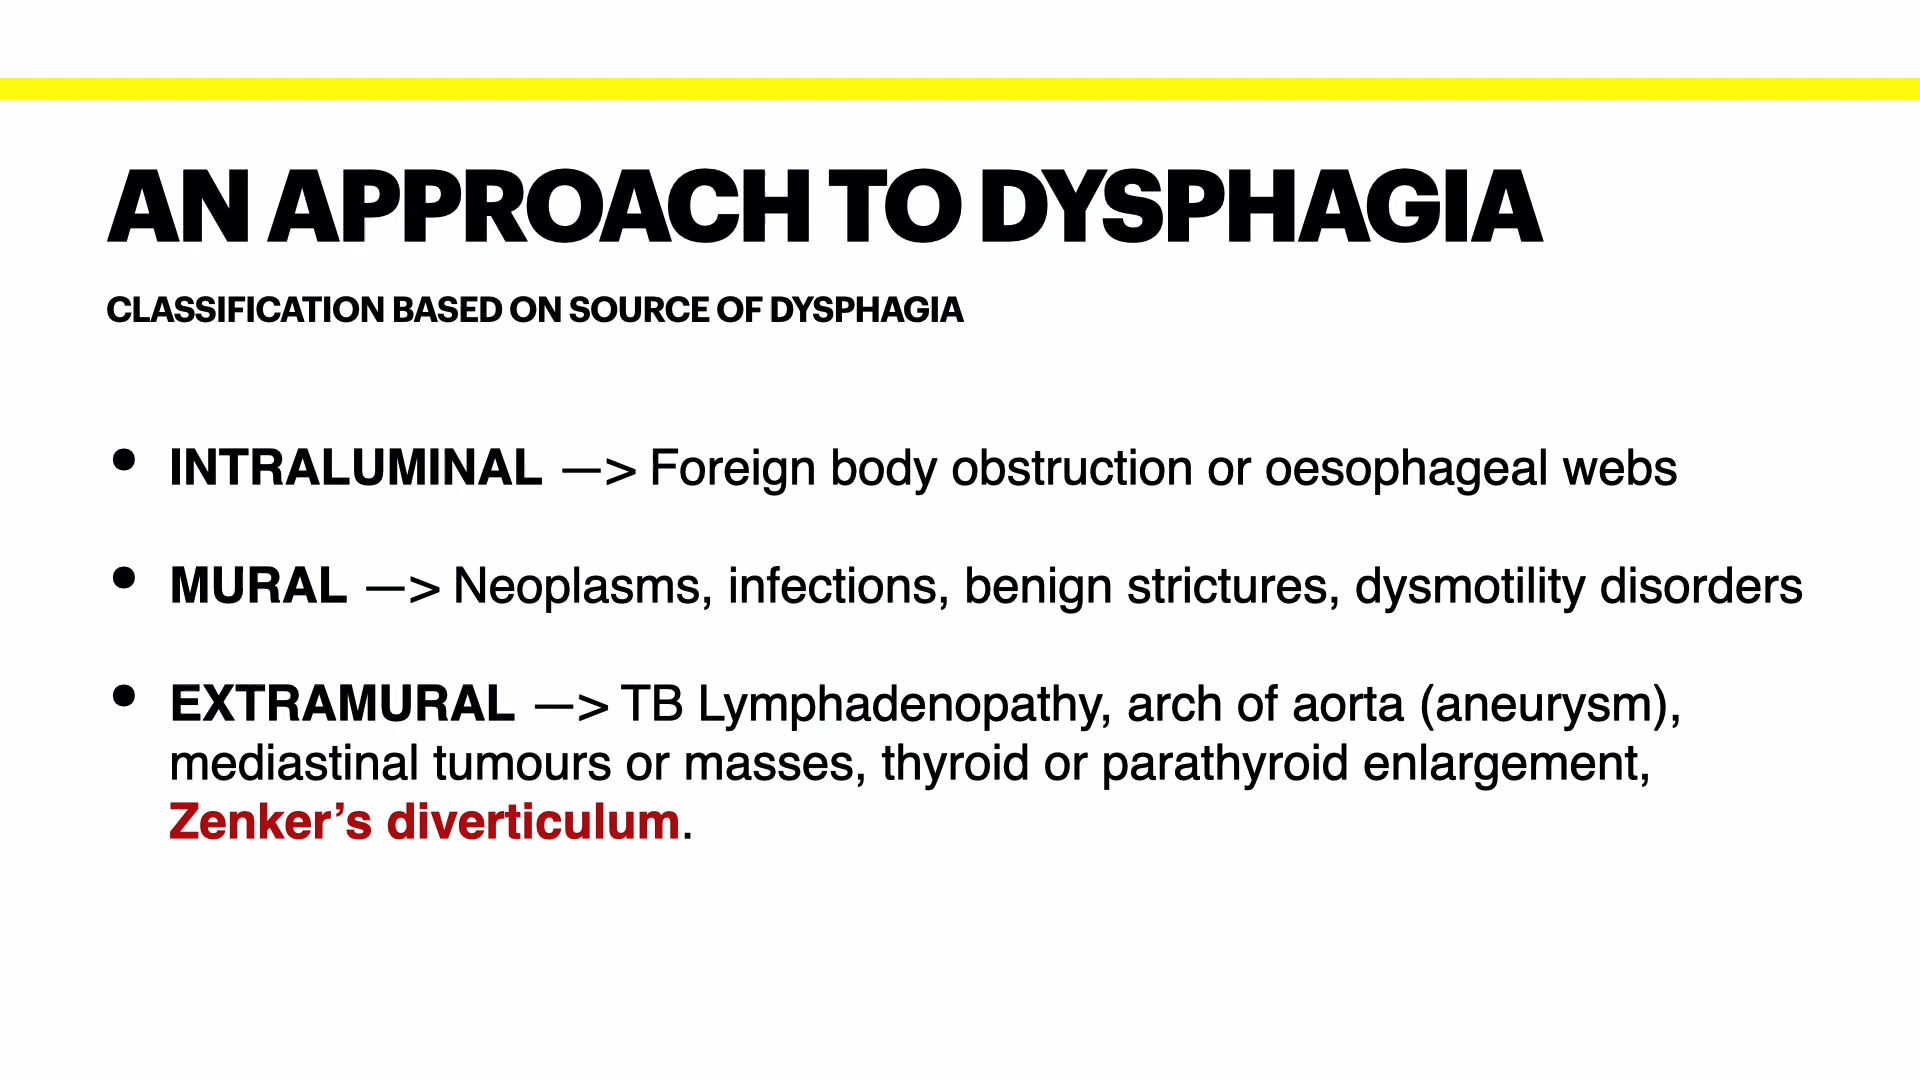 AN APPROACH TO DYSPHAGIA
CLASSIFICATION BASED ON SOURCE OF DYSPHAGIA
• INTRALUMINAL —> Foreign body obstruction or oesophageal webs
• MURAL —> Neoplasms, infections, benign strictures, dysmotility disorders
• EXTRAMURAL —> TB Lymphadenopathy, arch of aorta (aneurysm),
mediastinal tumours or masses, thyroid or parathyroid enlargement,
Zenker’s diverticulum.